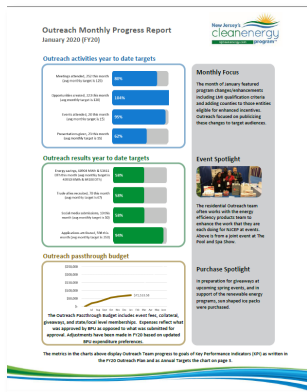 Outreach Monthly Progress Report
January 2020 (FY20)
New Jersey's
cleanenergy
program
Outreach activities year to date targets
88%
104%
95%
62%
Outreach results year to date targets
58%
58%
58%
Outreach passthrough budget
The Outreach Passthrough Budget includes event fees, collateral,
giveaways, and state/local level memberships. Expenses reflect what
was approved by BPU as opposed to what was submitted for
approval. Adjustments have been made in FY20 based on updated
BPU expenditure preferences.
Monthly Focus
The month of January featured
program changes/enhancements
including LMI qualification criteria
and adding counties to those entities
eligible for enhanced incentives.
Outreach focused on publicizing
these changes to target audiences.
Event Spotlight
The residential Outreach team
often works with the energy
efficiency products team to
enhance the work that they are
each doing for NJCEP at events.
Above is from a joint event at The
Pool and Spa Show.
Purchase Spotlight
In preparation for giveaways at
upcoming spring events, and in
support of the renewable energy
programs, sun shaped ice packs
were purchased.
The metrics in the charts above display Outreach Team progress to goals of Key Performance Indicators (KPI) as written in
the FY20 Outreach Plan and as annual Targets the chart on page 3.